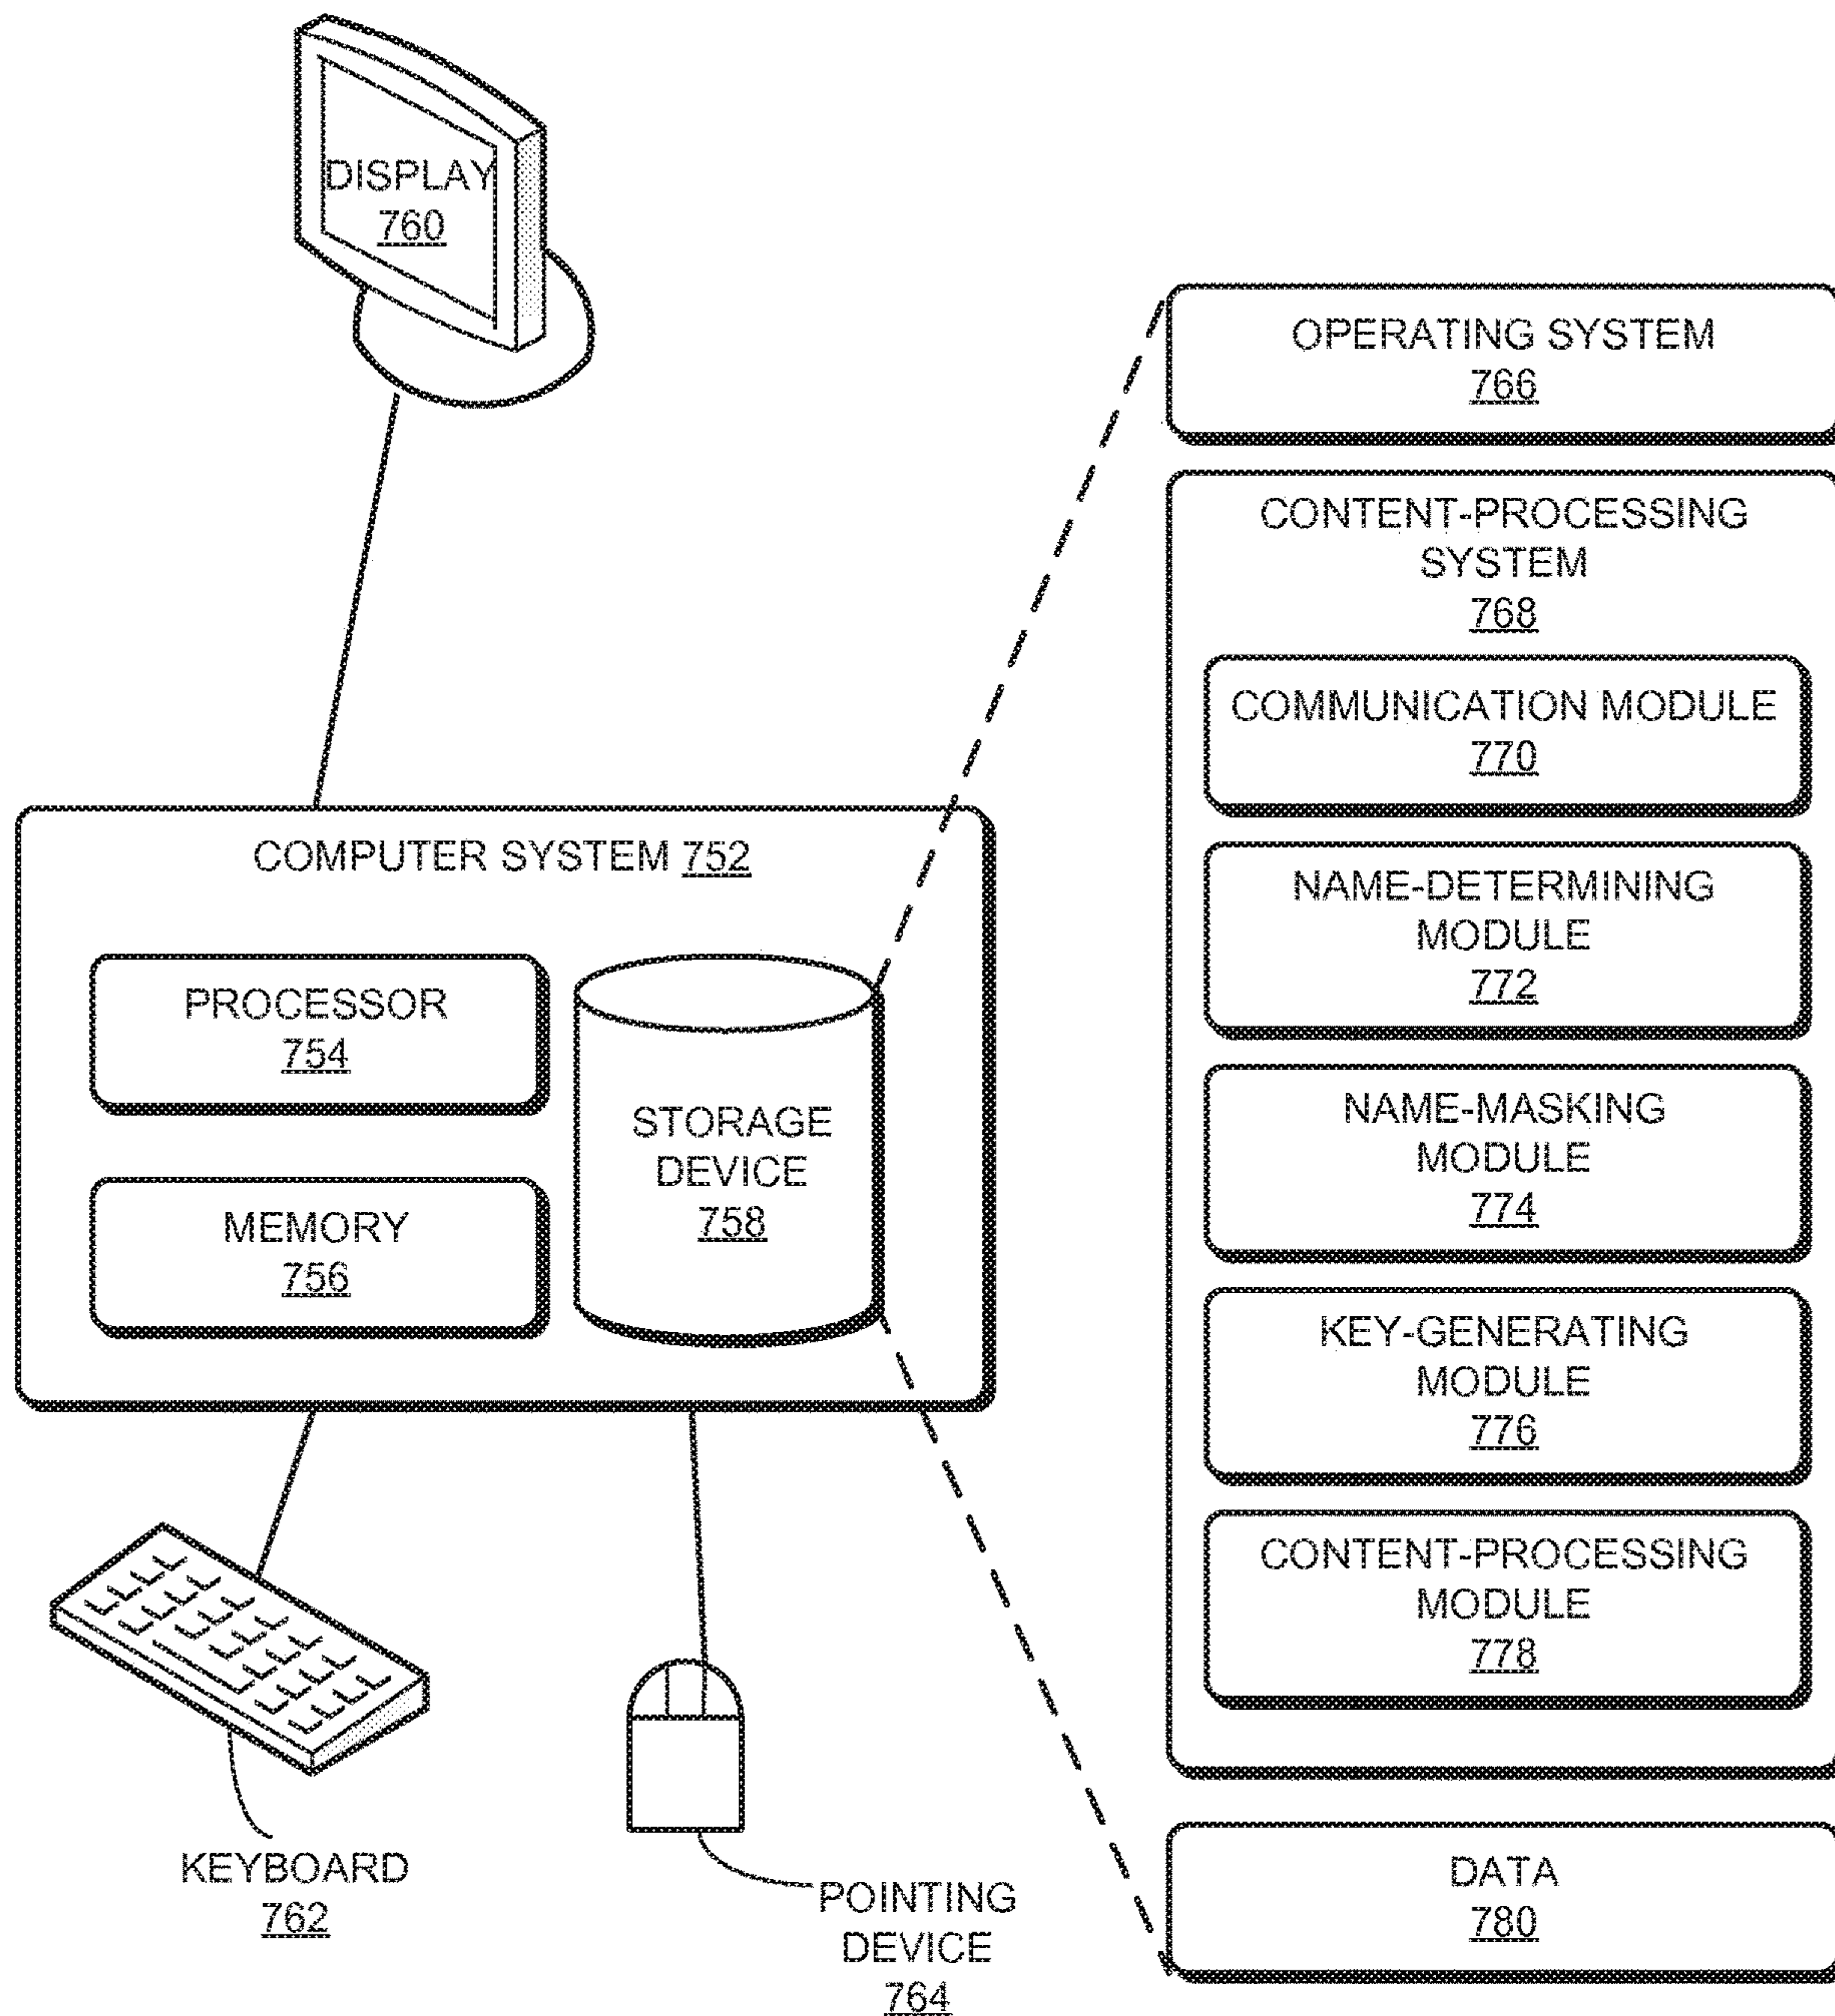 DISPLAY
760
COMPUTER SYSTEM 752
PROCESSOR
754
MEMORY
756
STORAGE
DEVICE
758
KEYBOARD
762
POINTING
DEVICE
764
OPERATING SYSTEM
766
CONTENT-PROCESSING
SYSTEM
768
COMMUNICATION MODULE
770
NAME-DETERMINING
MODULE
772
NAME-MASKING
MODULE
774
KEY-GENERATING
MODULE
776
CONTENT-PROCESSING
MODULE
778
DATA
780